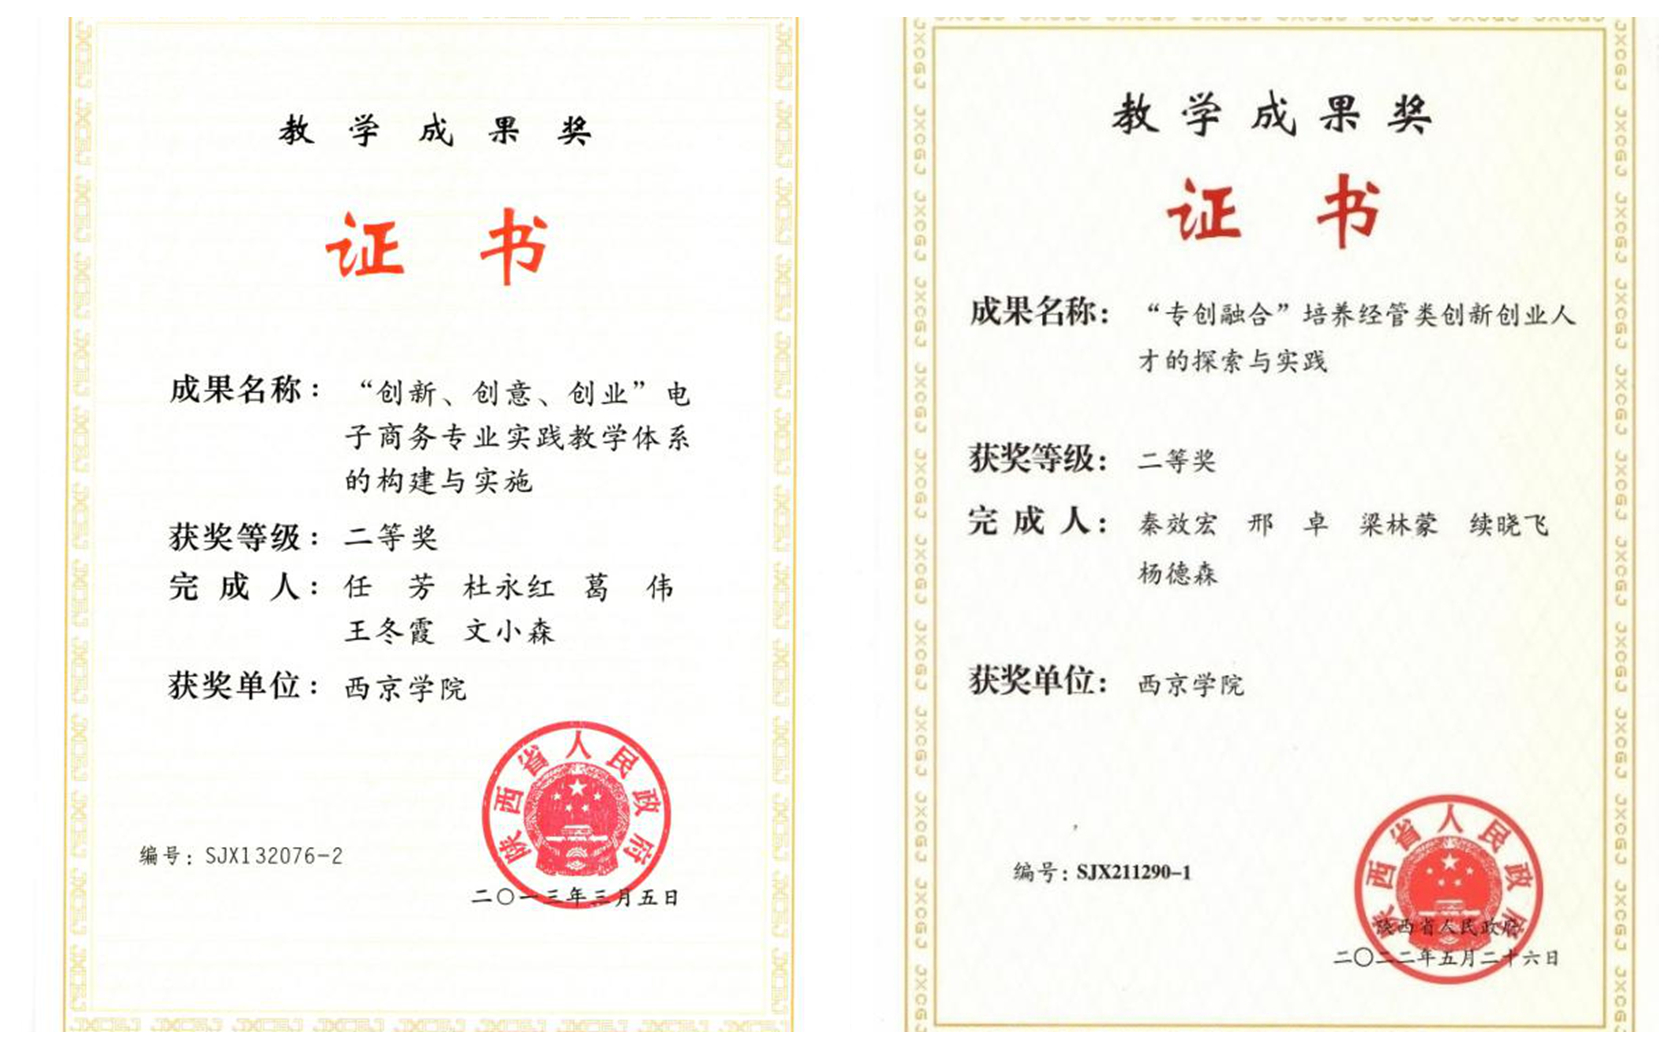 教学成果奖
证书
成果名称：“创新、创意、创业”电
子商务专业实践教学体系
的构建与实施
获奖等级：二等奖
完成人：任芳 杜永红 葛伟
王冬霞 文小森
获奖单位：西京学院
陕西省人民政府
编号：SJX132076-2
二〇一三年三月五日
教学成果奖
证书
成果名称：“专创融合”培养经管类创新创业人
才的探索与实践
获奖等级：二等奖
完成人：秦效宏 邢卓 梁林蒙 续晓飞
杨德森
获奖单位：西京学院
陕西省人民政府
编号：SJX211290-1
陕西省人民政府
二〇二二年五月二十六日